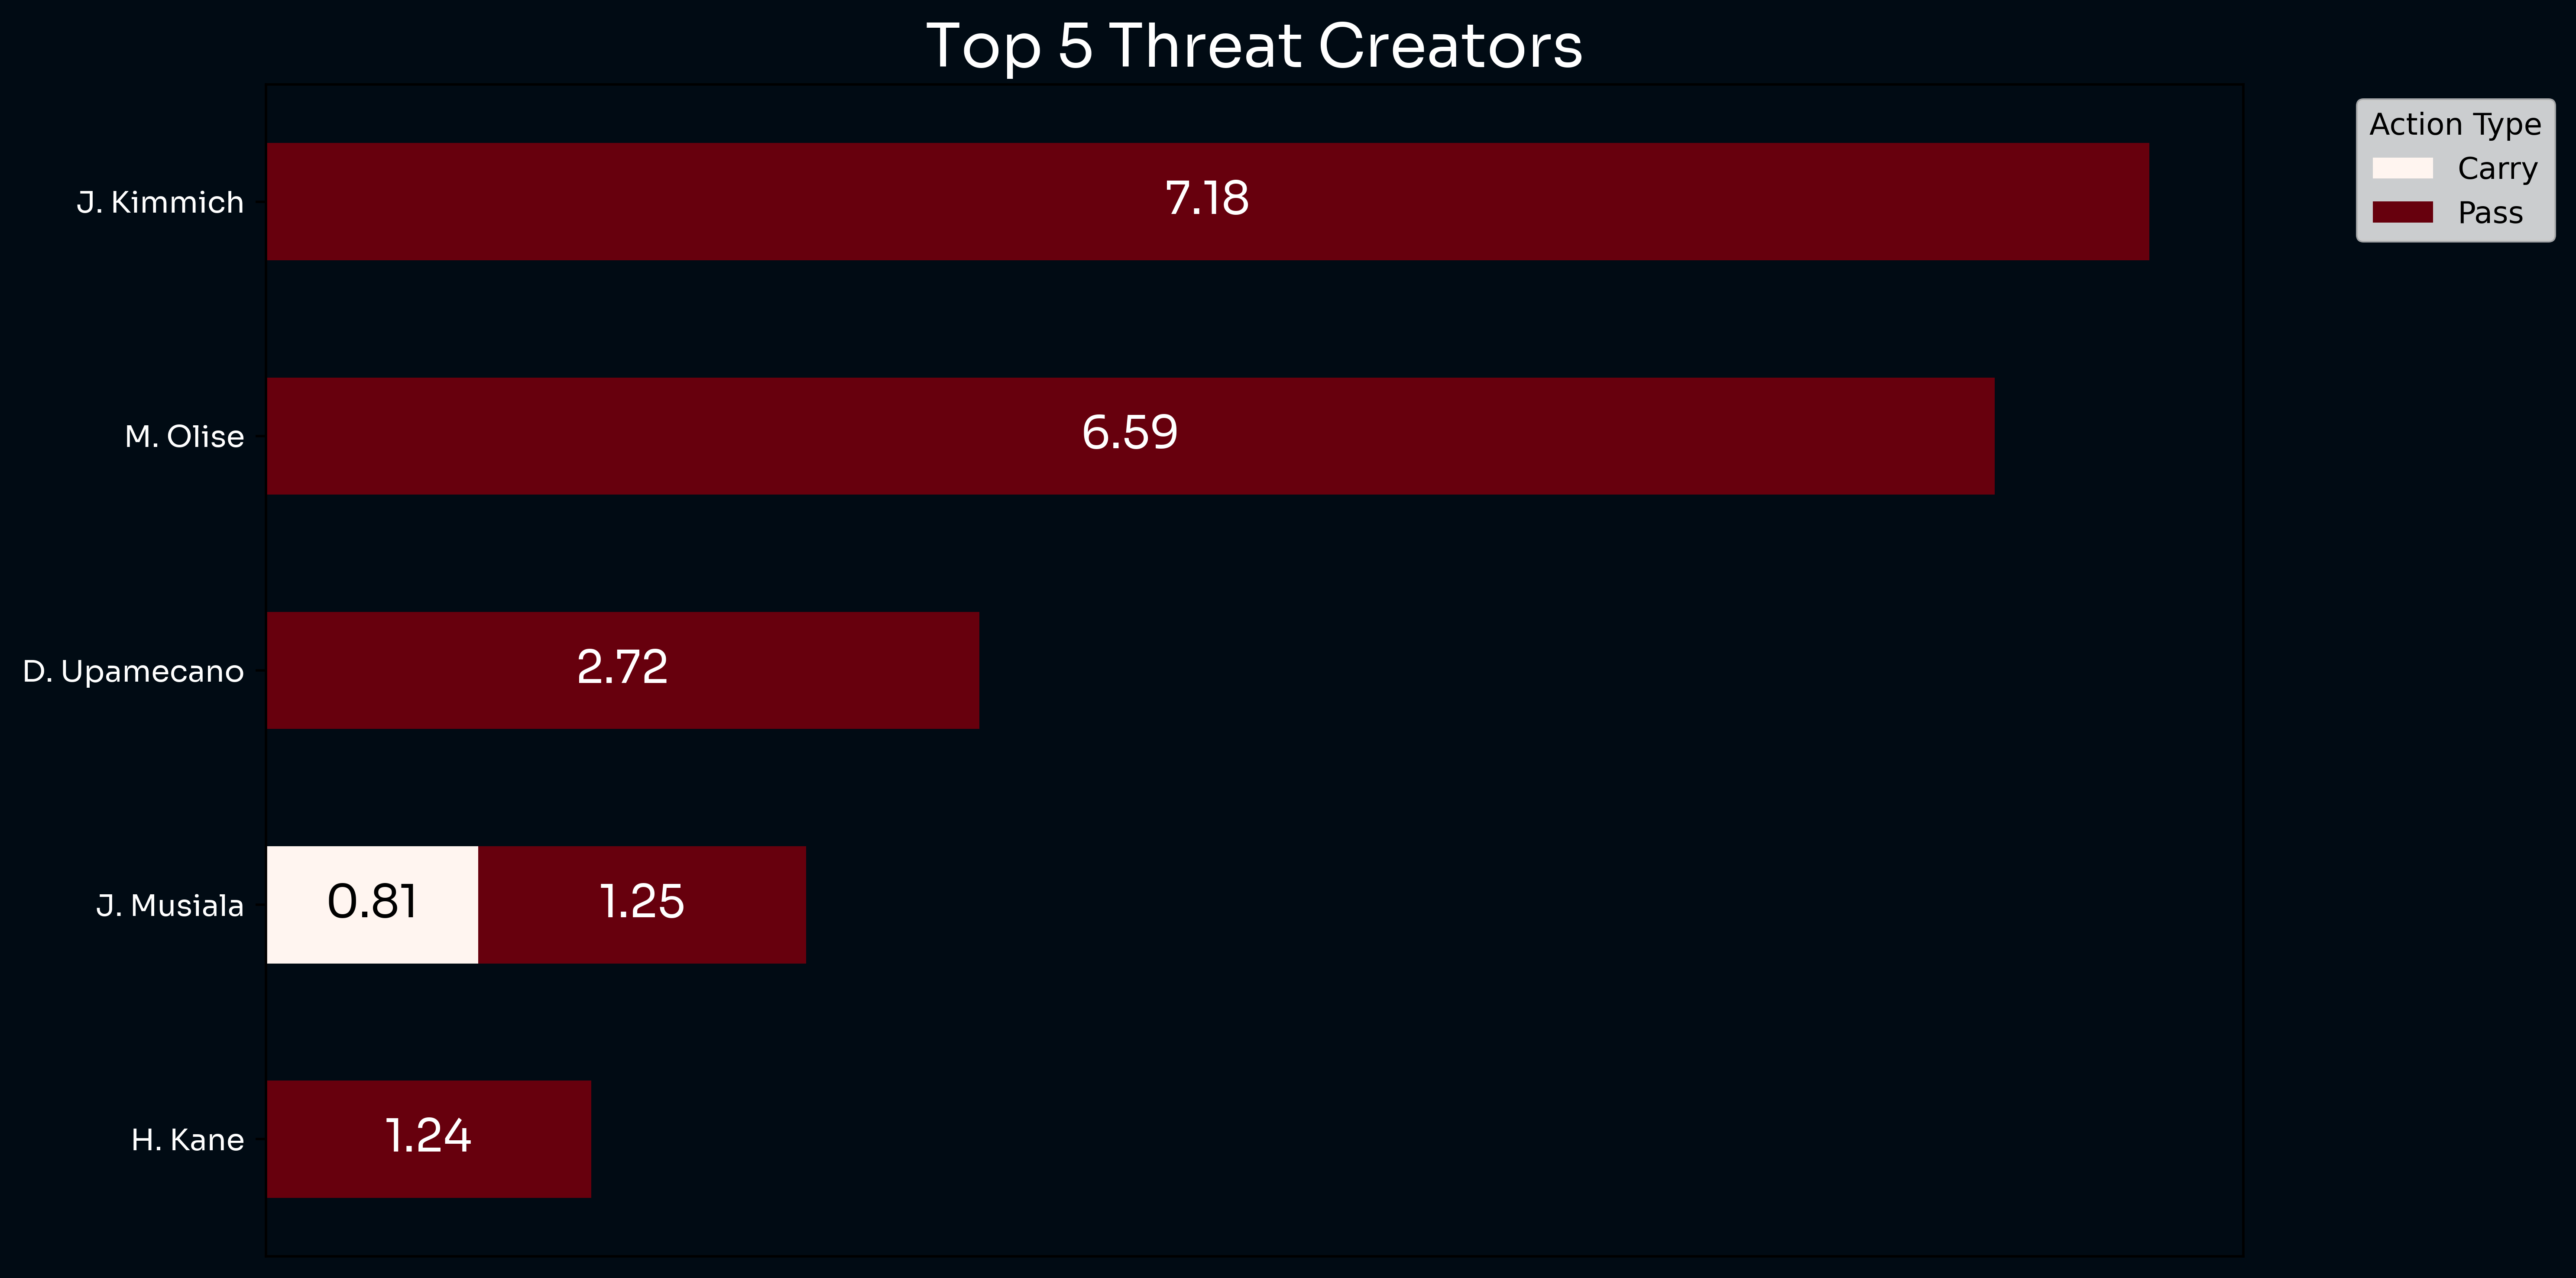 Top 5 Threat Creators
Action Type
Carry
Pass
J. Kimmich
7.18
M. Olise
6.59
D. Upamecano
2.72
J. Musiala
0.81
1.25
H. Kane
1.24